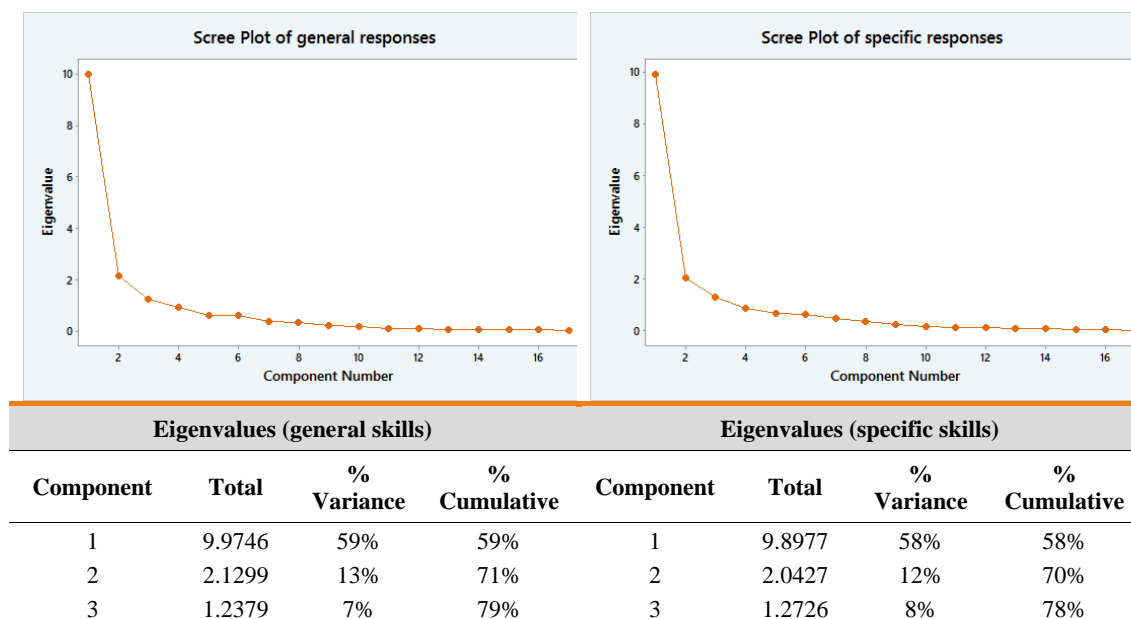 Scree Plot of general responses
10
8
6
4
2
0
Eigenvalue
2 4 6 8 10 12 14 16
Component Number
Scree Plot of specific responses
10
8
6
4
2
0
Eigenvalue
2 4 6 8 10 12 14 16
Component Number
Eigenvalues (general skills) Eigenvalues (specific skills)
Component Total % Variance % Cumulative Component Total % Variance % Cumulative
1 9.9746 59% 59% 1 9.8977 58% 58%
2 2.1299 13% 71% 2 2.0427 12% 70%
3 1.2379 7% 79% 3 1.2726 8% 78%